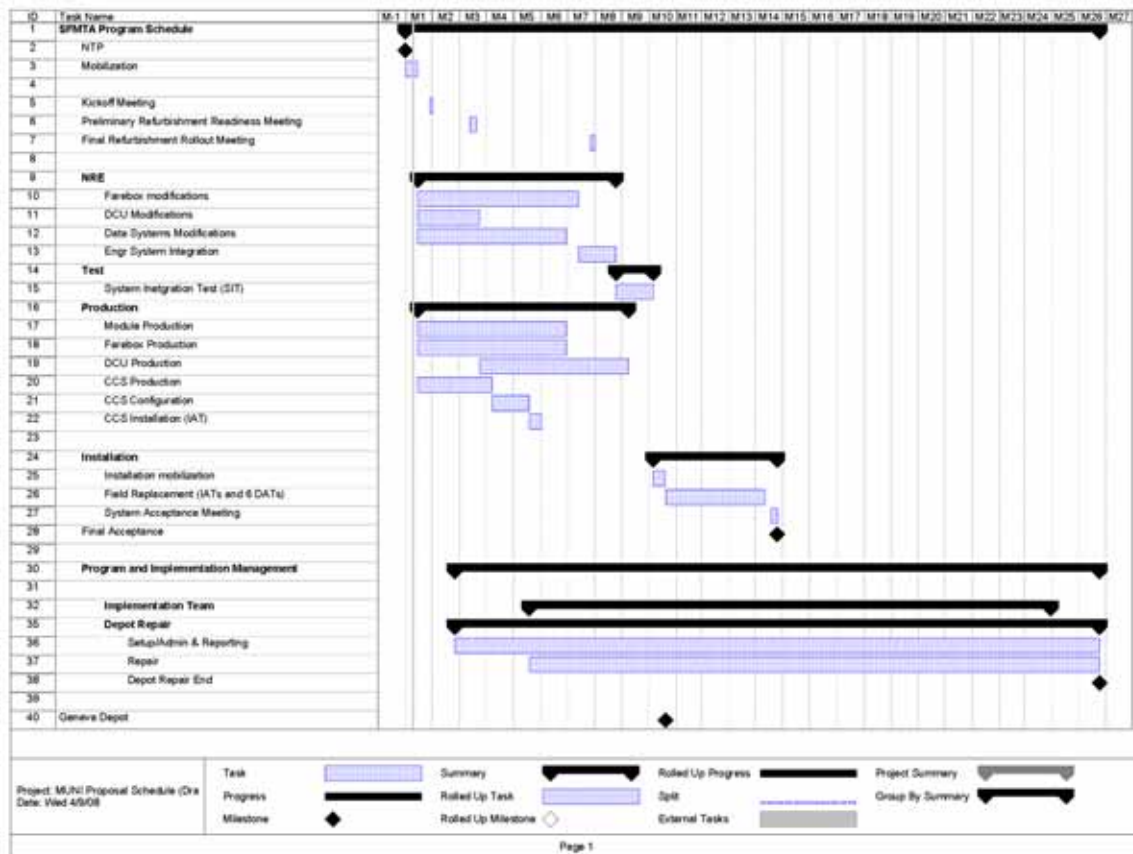 ID Task Name M-1 M1 M2 M3 M4 M5 M6 M7 M8 M9 M10 M11 M12 M13 M14 M15 M16 M17 M18 M19 M20 M21 M22 M23 M24 M25 M26 M27
1 SFMTA Program Schedule
2 NTP
3 Mobilization
4
5 Kickoff Meeting
6 Preliminary Refurbishment Readiness Meeting
7 Final Refurbishment Rollout Meeting
8
9 NRE
10 Farebox modifications
11 DCU Modifications
12 Data Systems Modifications
13 Engr System Integration
14 Test
15 System Inetgration Test (SIT)
16 Production
17 Module Production
18 Farebox Production
19 DCU Production
20 CCS Production
21 CCS Configuration
22 CCS Installation (IAT)
23
24 Installation
25 Installation mobilization
26 Field Replacement (IATs and 6 DATs)
27 System Acceptance Meeting
28 Final Acceptance
29
30 Program and Implementation Management
31
32 Implementation Team
35 Depot Repair
36 Setup/Admin & Reporting
37 Repair
38 Depot Repair End
39
40 Geneva Depot
Project: MUNI Proposal Schedule (Dra
Date: Wed 4/9/08
Task Summary Rolled Up Progress Project Summary
Progress Rolled Up Task Split Group By Summary
Milestone Rolled Up Milestone External Tasks
Page 1